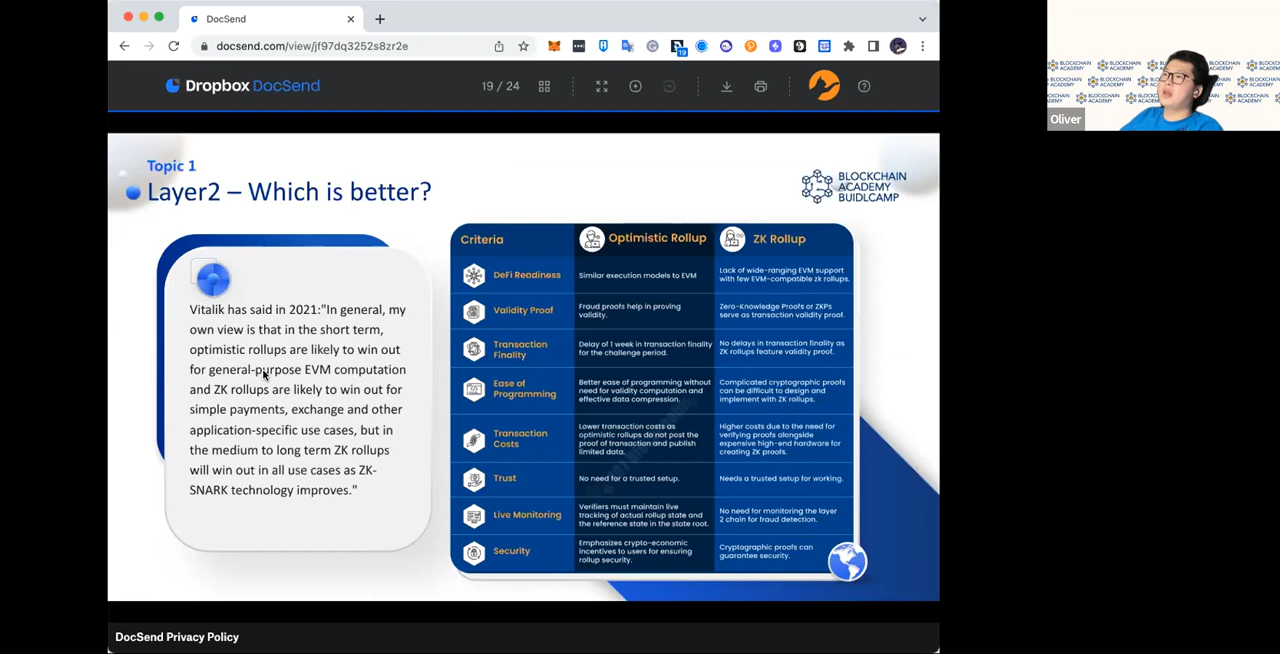 DocSend
docsend.com/view/jf97dq3252s8zr2e
19
Dropbox DocSend
19 / 24
Topic 1
Layer2 – Which is better?
BLOCKCHAIN
ACADEMY
BUIDLCAMP
Vitalik has said in 2021:"In general, my
own view is that in the short term,
optimistic rollups are likely to win out
for general-purpose EVM computation
and ZK rollups are likely to win out for
simple payments, exchange and other
application-specific use cases, but in
the medium to long term ZK rollups
will win out in all use cases as ZK-
SNARK technology improves."
Criteria
Optimistic Rollup
ZK Rollup
DeFi Readiness
Similar execution models to EVM
Lack of wide-ranging EVM support
with few EVM-compatible zk rollups.
Validity Proof
Fraud proofs help in proving
validity.
Zero-Knowledge Proofs or ZKPs
serve as transaction validity proof.
Transaction
Finality
Delay of 1 week in transaction finality
for the challenge period.
No delays in transaction finality as
ZK rollups feature validity proof.
Ease of
Programming
Better ease of programming without
need for validity computation and
effective data compression.
Complicated cryptographic proofs
can be difficult to design and
implement with ZK rollups.
Transaction
Costs
Lower transaction costs as
optimistic rollups do not post the
proof of transaction and publish
limited data.
Higher costs due to the need for
verifying proofs alongside
expensive high-end hardware for
creating ZK proofs.
Trust
No need for a trusted setup.
Needs a trusted setup for working.
Live Monitoring
Verifiers must maintain live
tracking of actual rollup state and
the reference state in the state root.
No need for monitoring the layer
2 chain for fraud detection.
Security
Emphasizes crypto-economic
incentives to users for ensuring
rollup security.
Cryptographic proofs can
guarantee security.
DocSend Privacy Policy
BLOCKCHAIN
ACADEMY
Oliver